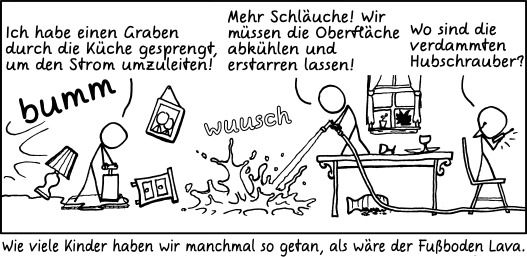 Ich habe einen Graben
durch die Küche gesprengt,
um den Strom umzuleiten!
Mehr Schläuche! Wir
müssen die Oberfläche
abkühlen und
erstarren lassen!
Wo sind die
verdammten
Hubschrauber?
bumm
wuusch
Wie viele Kinder haben wir manchmal so getan, als wäre der Fußboden Lava.